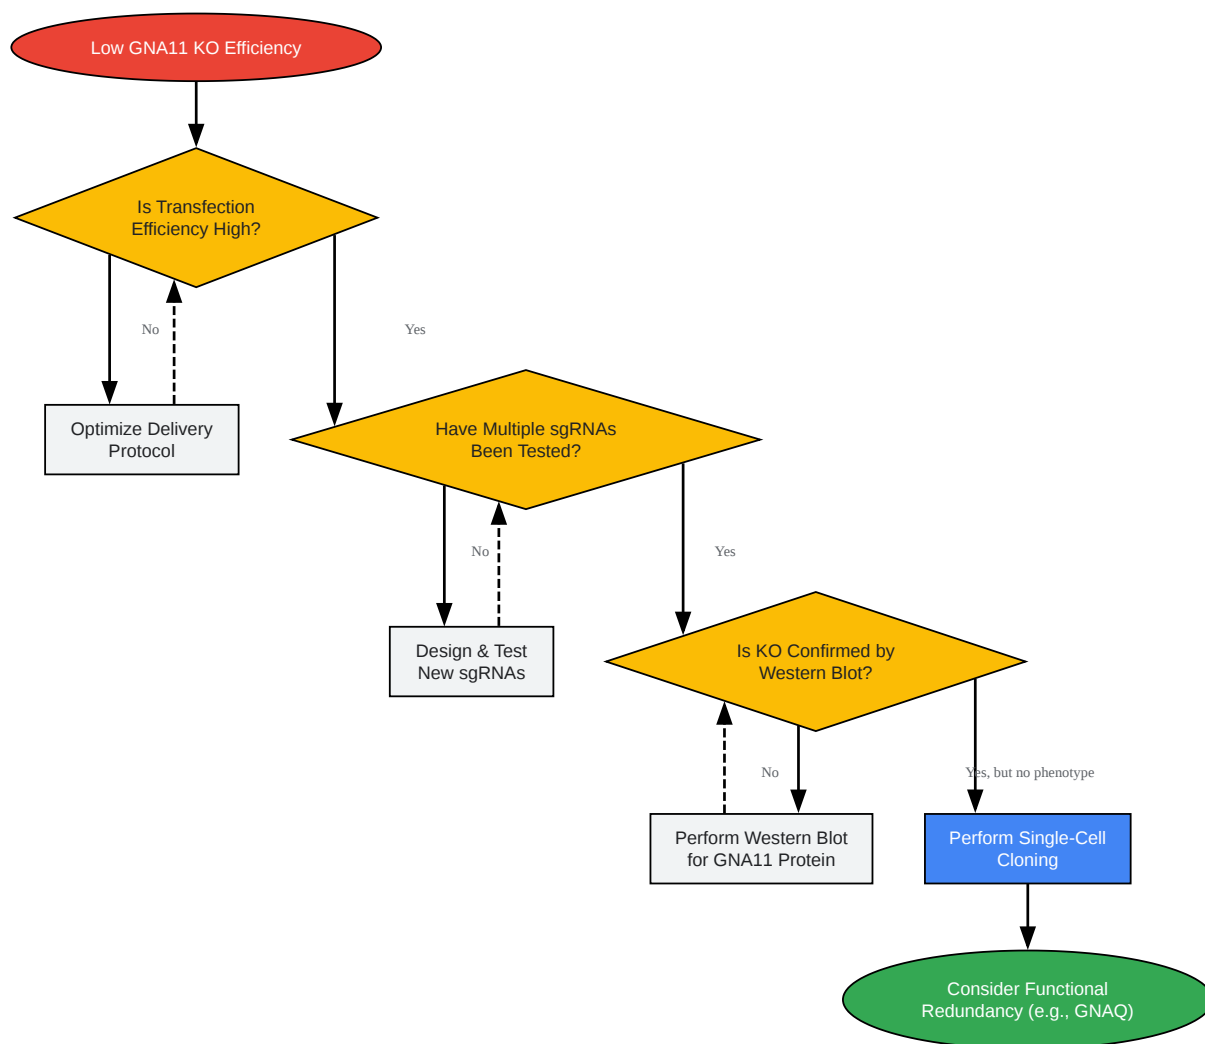 Low GNA11 KO Efficiency
Is Transfection
Efficiency High?
No
Yes
Optimize Delivery
Protocol
Have Multiple sgRNAs
Been Tested?
No
Yes
Design & Test
New sgRNAs
Is KO Confirmed by
Western Blot?
No
Yes, but no phenotype
Perform Western Blot
for GNA11 Protein
Perform Single-Cell
Cloning
Consider Functional
Redundancy (e.g., GNAQ)